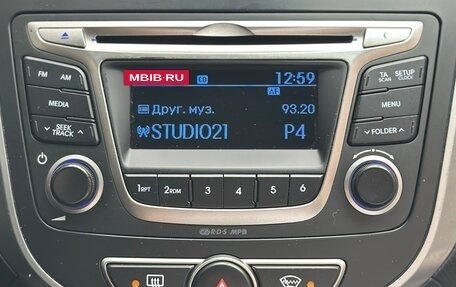 MBIB·RU
12:59
AF
Друг. муз. 93.20
STUDIO21 P4
FM AM
MEDIA
SEEK
TRACK
TA SETUP
SCAN CLOCK
MENU
FOLDER
1RPT 2RDM 3 4 5 6
RDS MP3